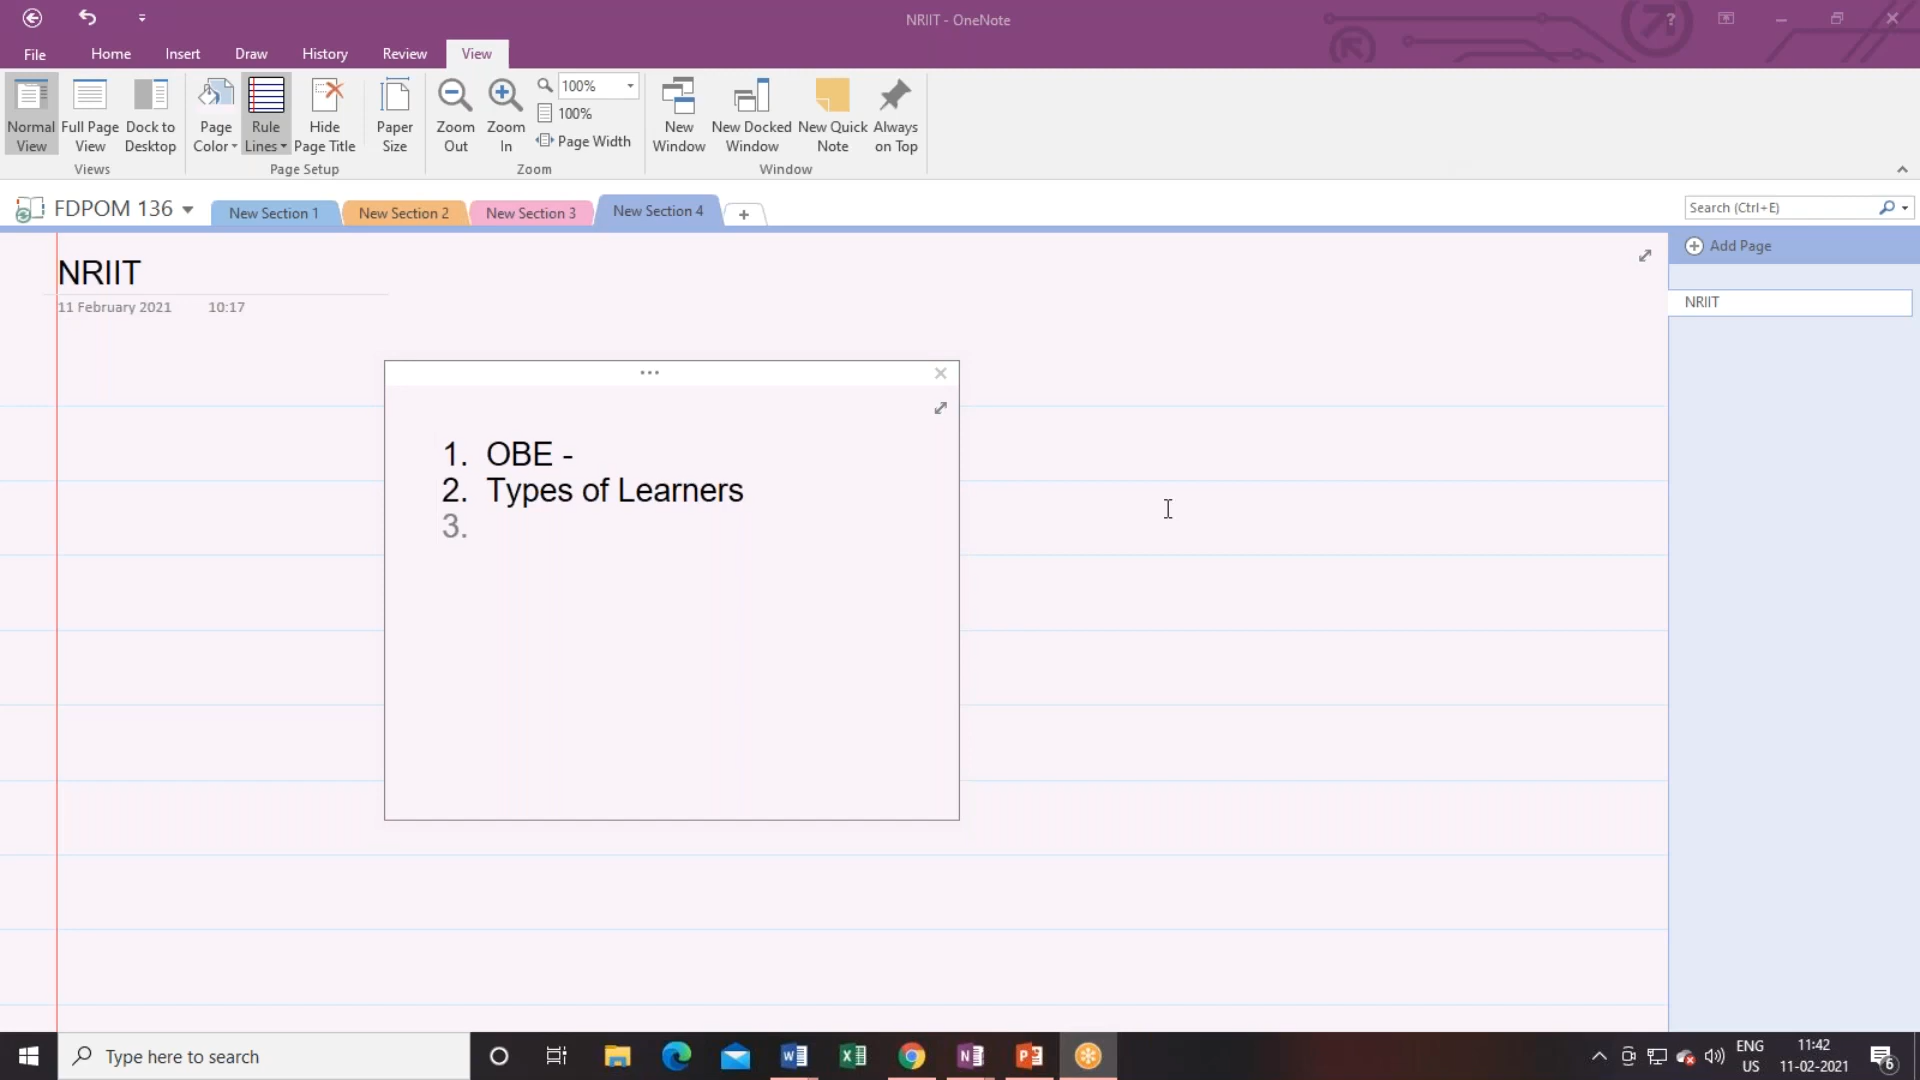 NRIIT - OneNote
?
File Home Insert Draw History Review View
Normal View
Full Page View
Dock to Desktop
Views
Page Color
Rule Lines
Hide Page Title
Paper Size
Page Setup
Zoom Out
Zoom In
100%
100%
Page Width
Zoom
New Window
New Docked Window
New Quick Note
Always on Top
Window
FDPOM 136
New Section 1
New Section 2
New Section 3
New Section 4
+
Search (Ctrl+E)
Add Page
NRIIT
NRIIT
11 February 2021 10:17
1. OBE -
2. Types of Learners
3.
Type here to search
ENG
US
11:42
11-02-2021
6